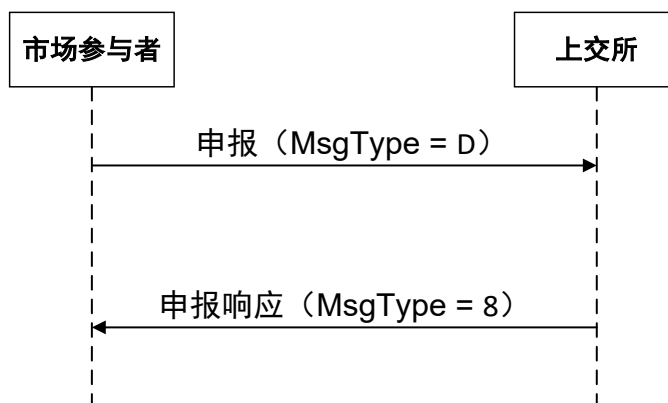 市场参与者
上交所
申报（MsgType = D）
申报响应（MsgType = 8）